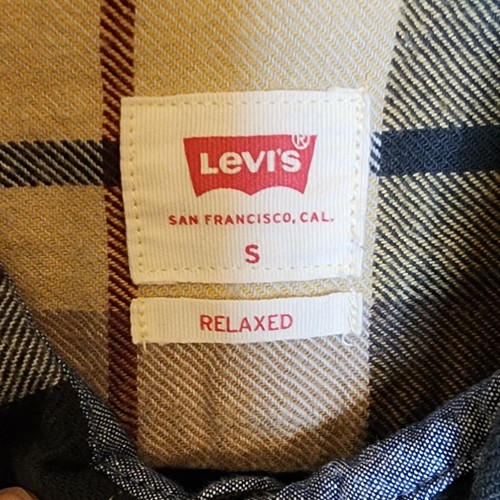 Levi's®
SAN FRANCISCO, CAL.
S
RELAXED